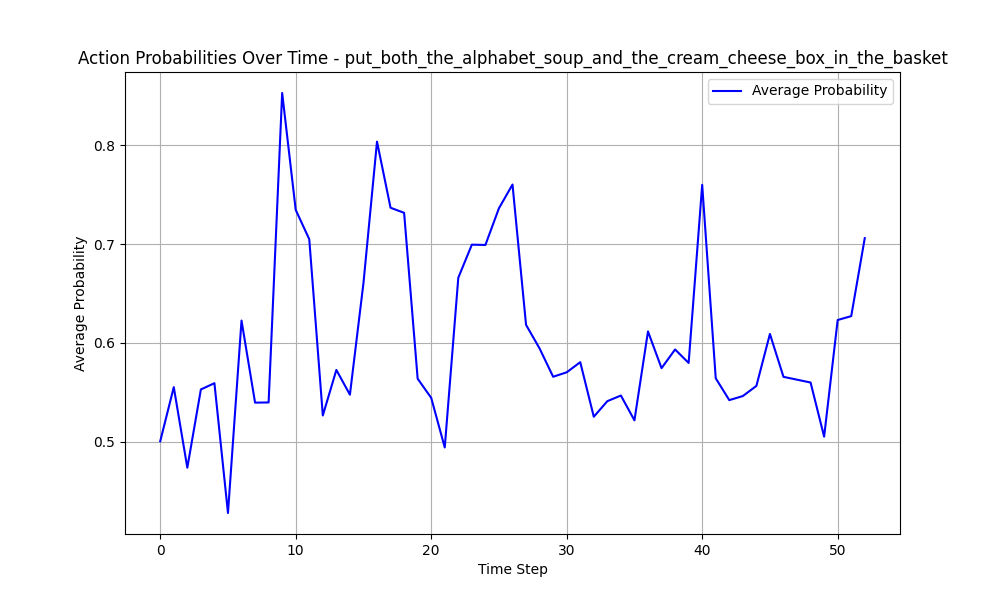 Action Probabilities Over Time - put_both_the_alphabet_soup_and_the_cream_cheese_box_in_the_basket
Average Probability
0.8
0.7
0.6
0.5
Average Probability
0
10
20
30
40
50
Time Step